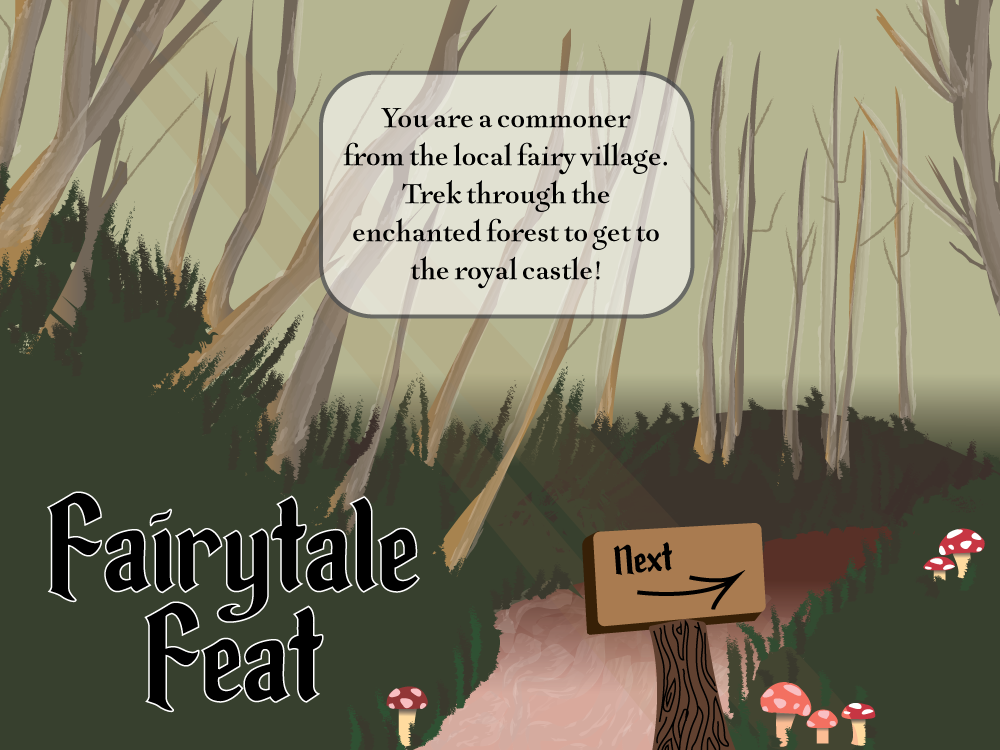 You are a commoner
from the local fairy village.
Trek through the
enchanted forest to get to
the royal castle!
Fairytale
Feat
Next